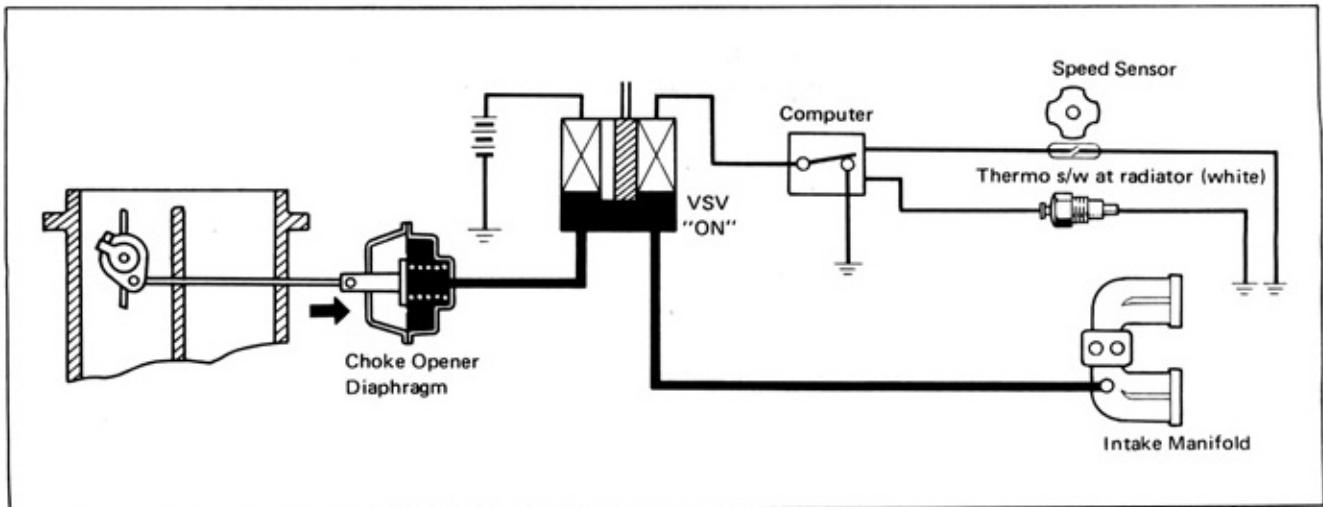 Speed Sensor
Computer
Thermo s/w at radiator (white)
VSV
"ON"
Choke Opener
Diaphragm
Intake Manifold